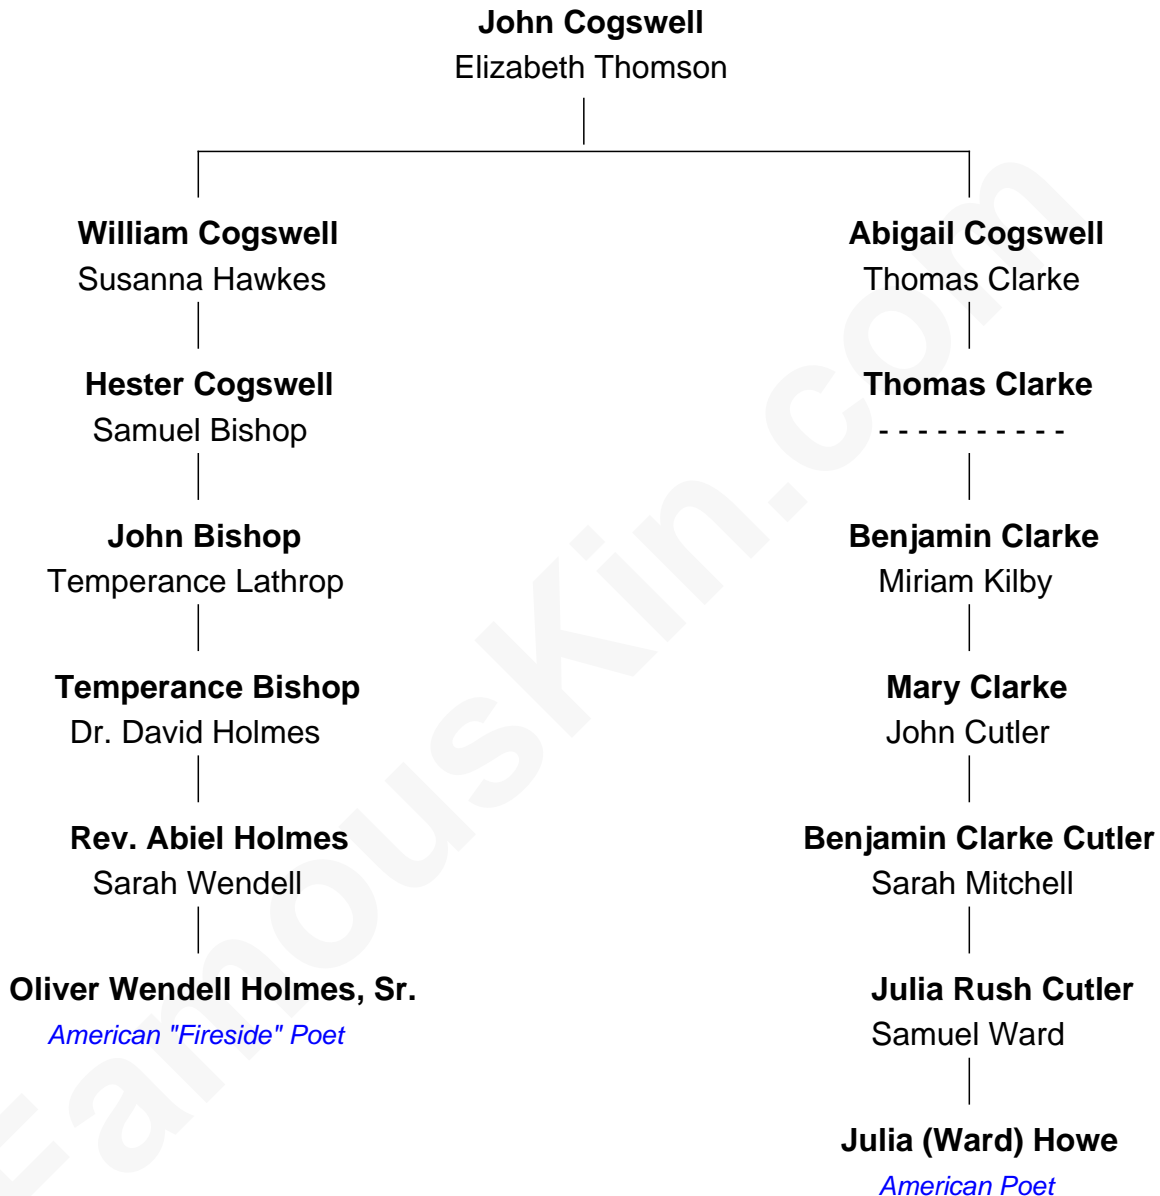 John Cogswell
Elizabeth Thomson
William Cogswell
Susanna Hawkes
Hester Cogswell
Samuel Bishop
John Bishop
Temperance Lathrop
Temperance Bishop
Dr. David Holmes
Rev. Abiel Holmes
Sarah Wendell
Oliver Wendell Holmes, Sr.
American "Fireside" Poet
Abigail Cogswell
Thomas Clarke
Thomas Clarke
- - - - - - - - - -
Benjamin Clarke
Miriam Kilby
Mary Clarke
John Cutler
Benjamin Clarke Cutler
Sarah Mitchell
Julia Rush Cutler
Samuel Ward
Julia (Ward) Howe
American Poet
FamousKin.com